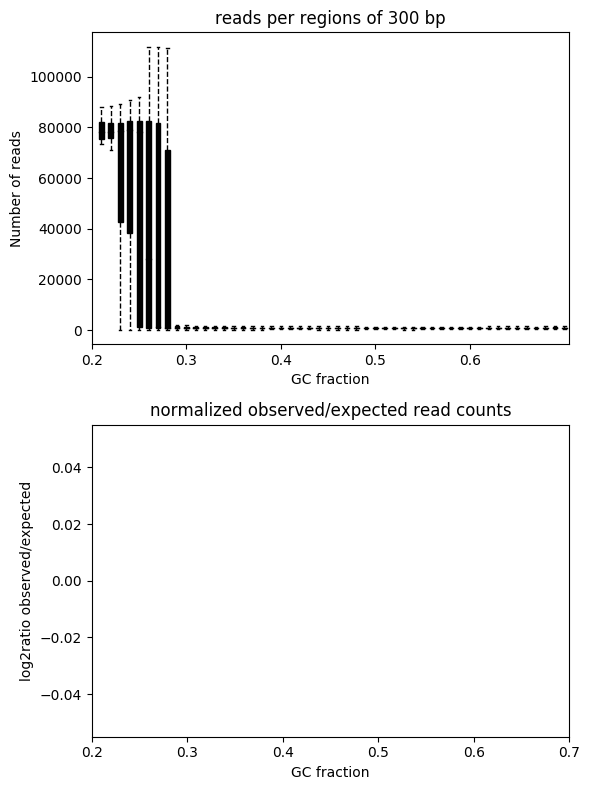 reads per regions of 300 bp
100000
80000
60000
40000
20000
0
Number of reads
0.2 0.3 0.4 0.5 0.6
GC fraction
normalized observed/expected read counts
0.04
0.02
0.00
−0.02
−0.04
log2ratio observed/expected
0.2 0.3 0.4 0.5 0.6 0.7
GC fraction